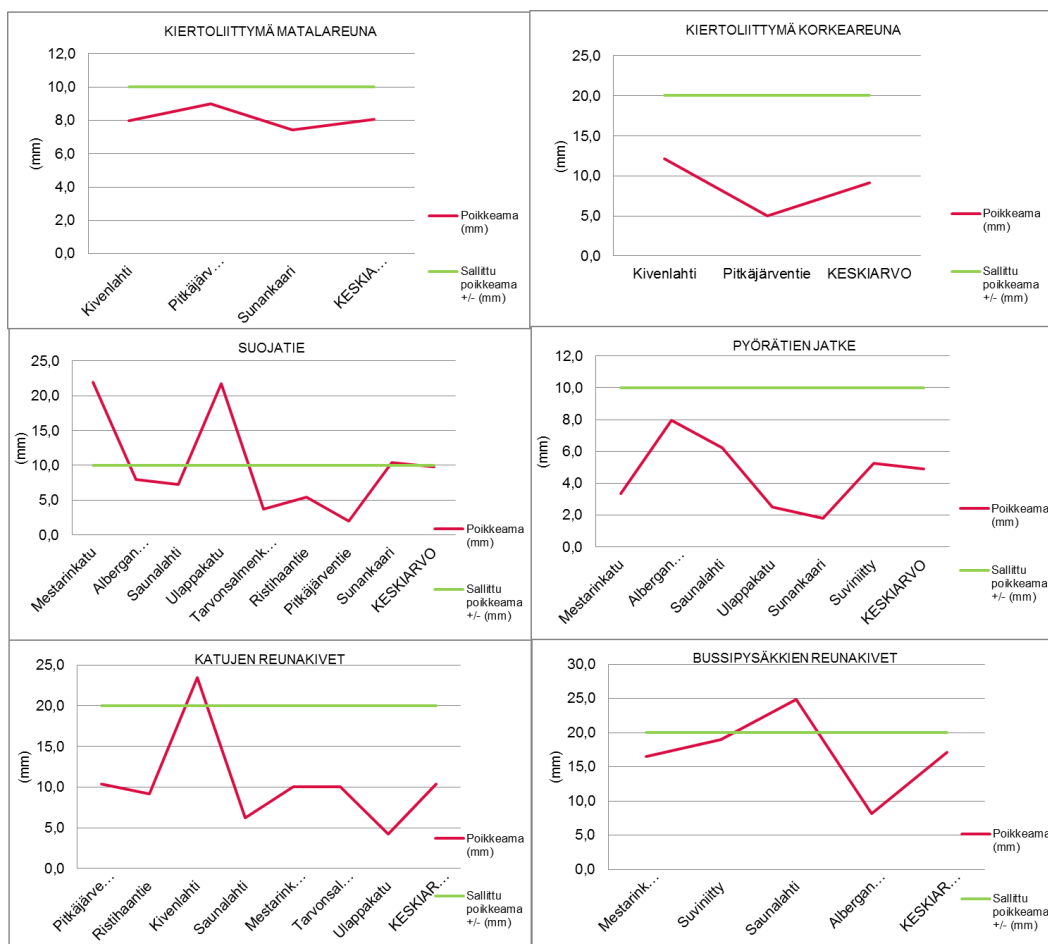 KIERTOLIITTYMÄ MATALAREUNA
12,0
10,0
8,0
6,0
4,0
2,0
0,0
(mm)
Kivenlahti
Pitkäjärv…
Sunankaari
KESKIA…
Poikkeama
(mm)
Sallittu
poikkeama
+/- (mm)
KIERTOLIITTYMÄ KORKEAREUNA
25,0
20,0
15,0
10,0
5,0
0,0
(mm)
Kivenlahti
Pitkäjärventie
KESKIARVO
Poikkeama
(mm)
Sallittu
poikkeama
+/- (mm)
SUOJATIE
25,0
20,0
15,0
10,0
5,0
0,0
(mm)
Mestarinkatu
Albergan…
Saunalahti
Ulappakatu
Tarvonsalmenk…
Ristihaantie
Pitkäjärventie
Sunankaari
KESKIARVO
Poikkeama
(mm)
Sallittu
poikkeama
+/- (mm)
PYÖRÄTIEN JATKE
12,0
10,0
8,0
6,0
4,0
2,0
0,0
(mm)
Mestarinkatu
Albergan…
Saunalahti
Ulappakatu
Sunankaari
Suviniitty
KESKIARVO
Poikkeama
(mm)
Sallittu
poikkeama
+/- (mm)
KATUJEN REUNAKIVET
25,0
20,0
15,0
10,0
5,0
0,0
(mm)
Pitkäjärve…
Ristihaantie
Kivenlahti
Saunalahti
Mestarink…
Tarvonsal…
Ulappakatu
KESKIAR…
Poikkeama
(mm)
Sallittu
poikkeama
+/- (mm)
BUSSIPYSÄKKIEN REUNAKIVET
30,0
25,0
20,0
15,0
10,0
5,0
0,0
(mm)
Mestarink…
Suviniitty
Saunalahti
Albergan…
KESKIAR…
Poikkeama
(mm)
Sallittu
poikkeama
+/- (mm)